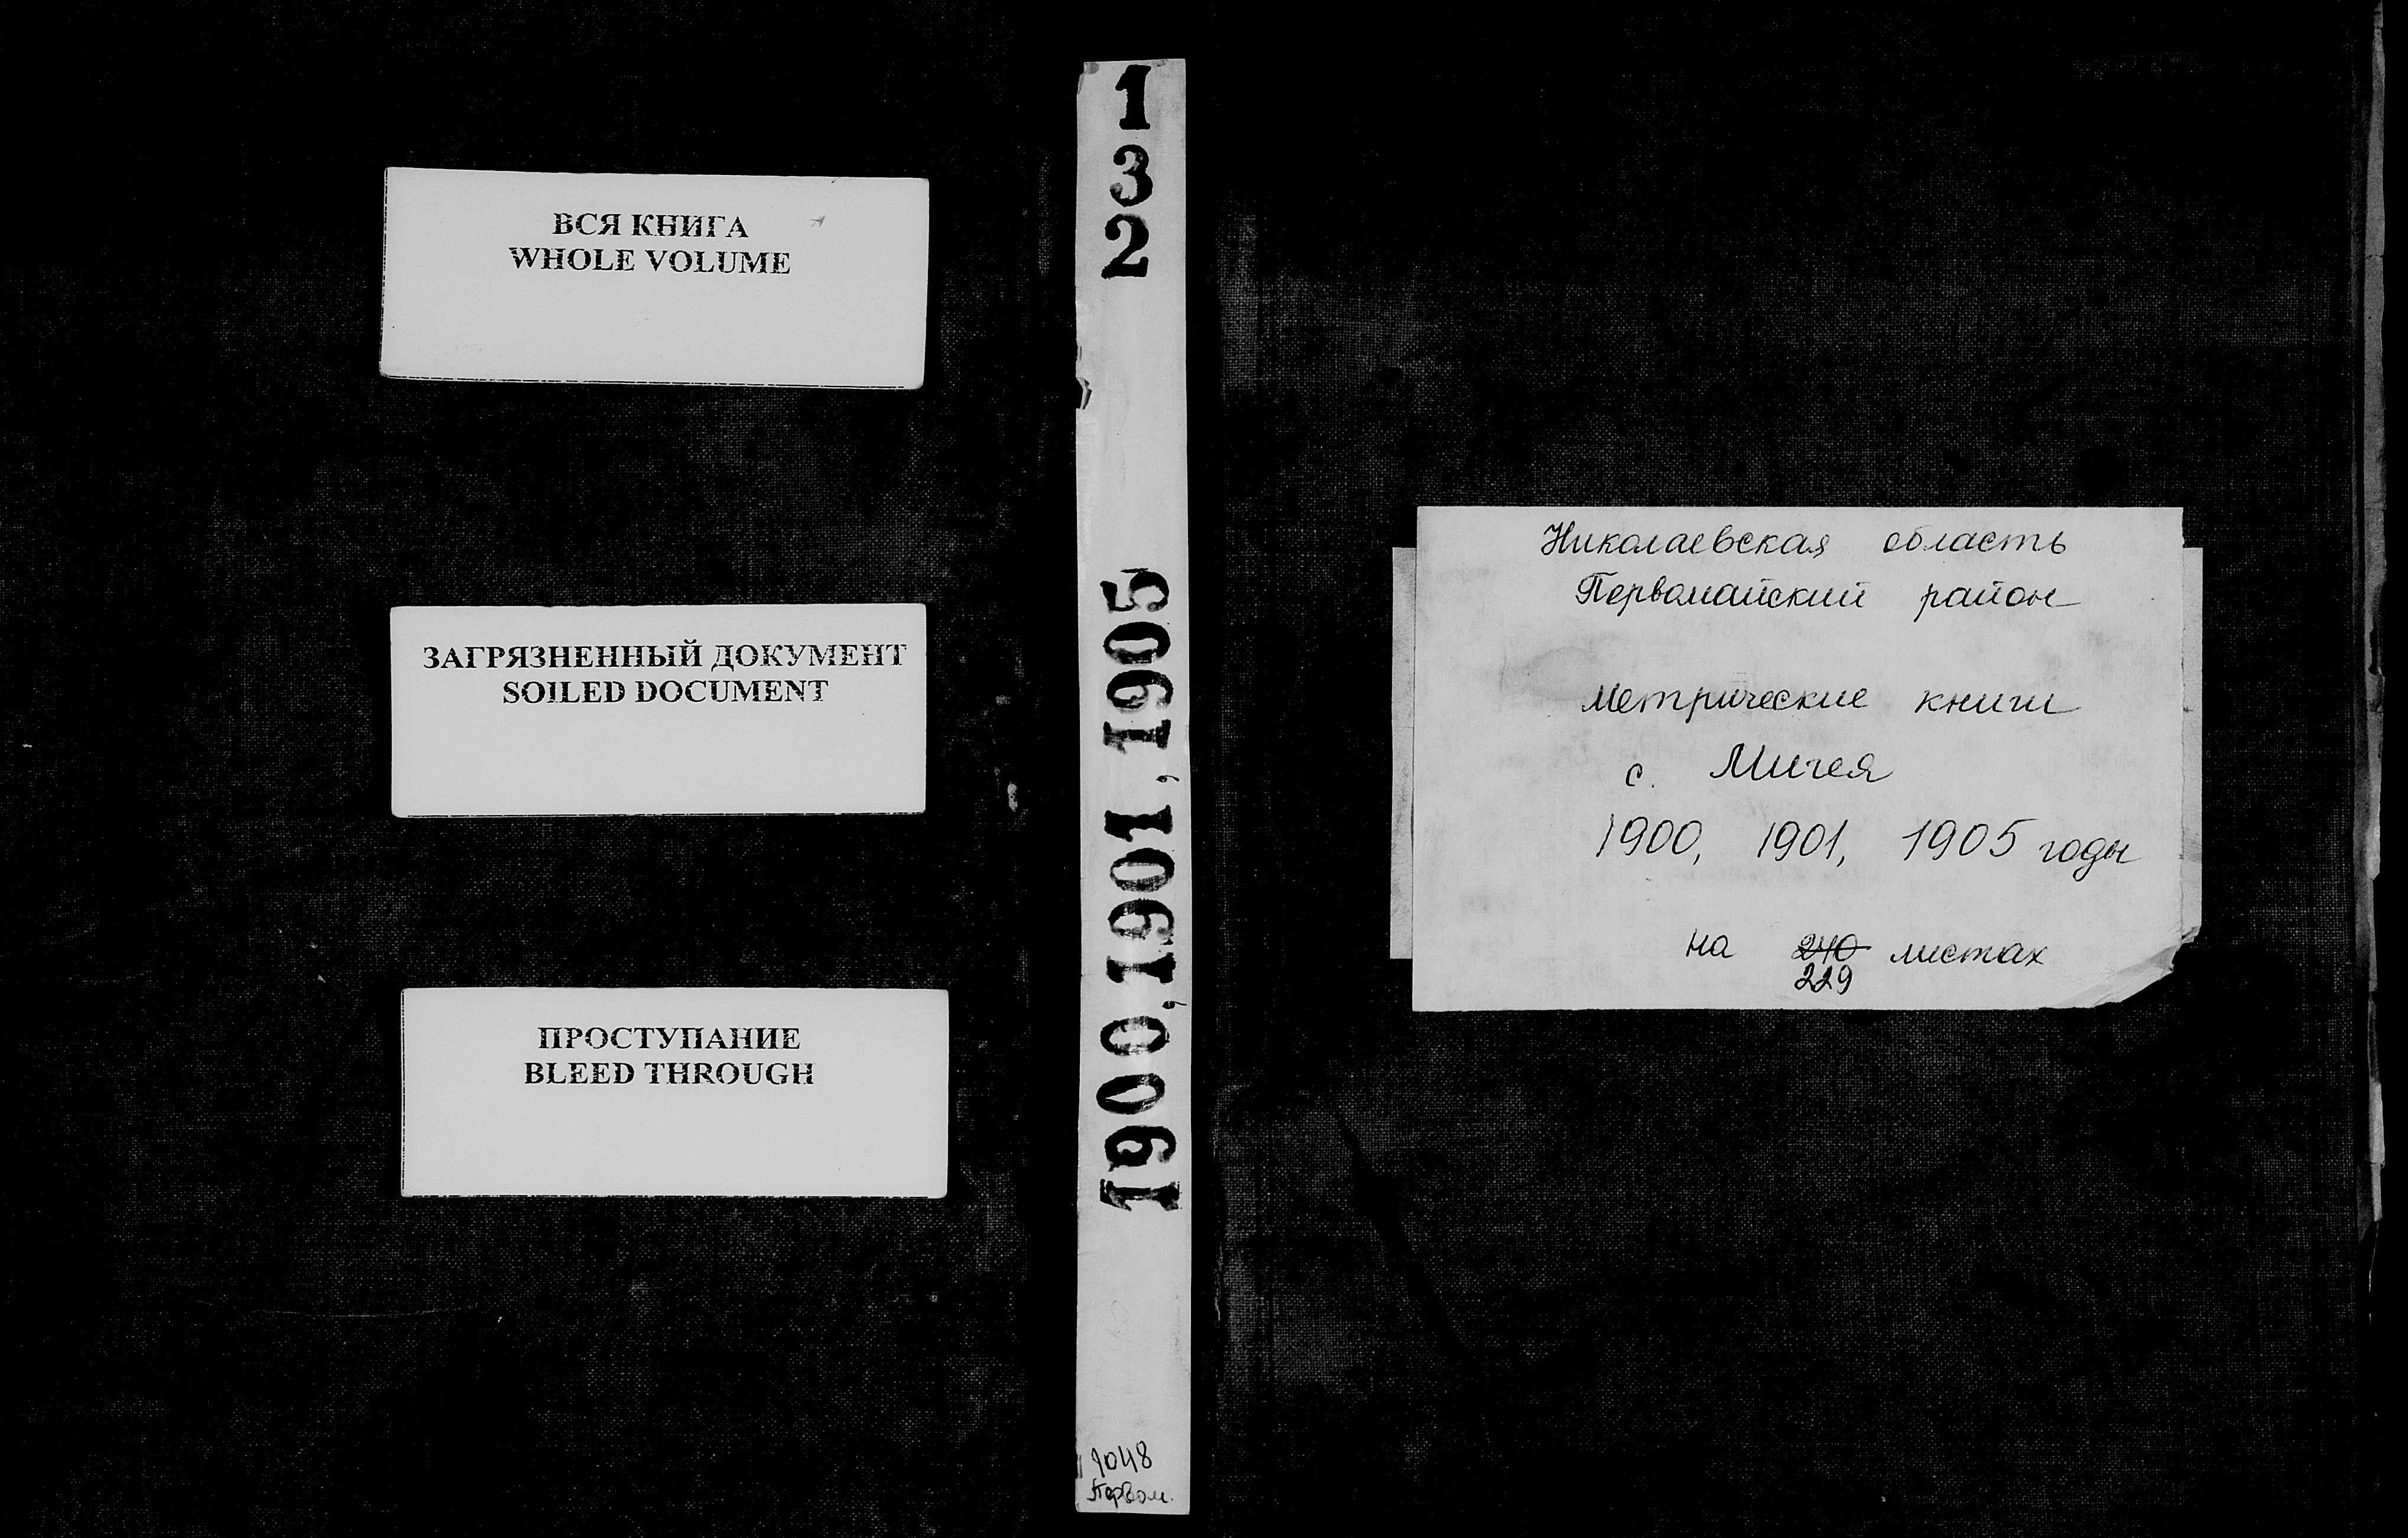 ВСЯ КНИГА
WHOLE VOLUME
ЗАГРЯЗНЕННЫЙ ДОКУМЕНТ
SOILED DOCUMENT
ПРОСТУПАНИЕ
BLEED THROUGH
1
3
2
1900, 1901, 1905
1048
Первом.
Николаевская область
Первомайский район
Метрические книги
с. Мигея
1900, 1901, 1905 годы
на 240 листах
229